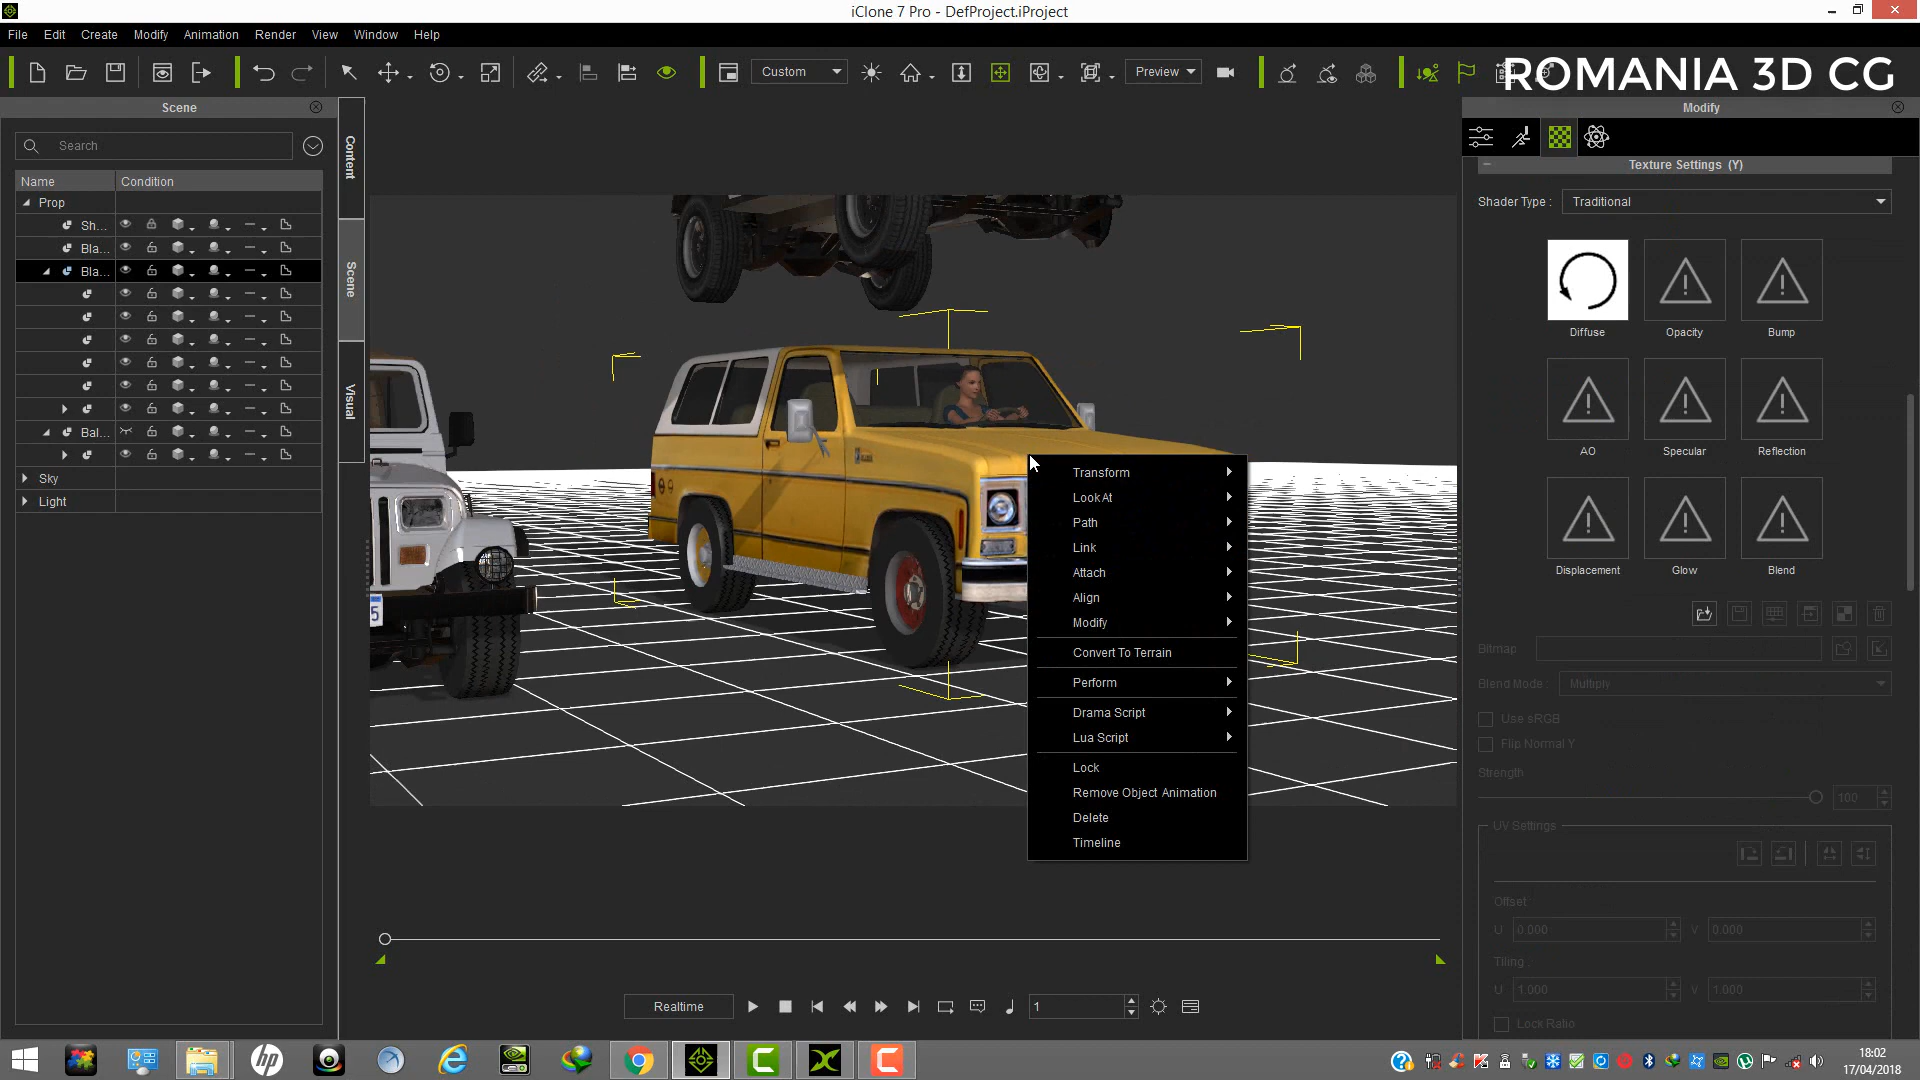 iClone 7 Pro - DefProject.iProject
File Edit Create Modify Animation Render View Window Help
Custom
Preview
ROMANIA 3D CG
Scene
Search
Name Condition
Prop
Sh...
Bla...
Bla...
Bal...
Sky
Light
Content
Scene
Visual
Transform
Look At
Path
Link
Attach
Align
Modify
Convert To Terrain
Perform
Drama Script
Lua Script
Lock
Remove Object Animation
Delete
Timeline
Realtime
1
Modify
Texture Settings (Y)
Shader Type : Traditional
Diffuse Opacity Bump
AO Specular Reflection
Displacement Glow Blend
Bitmap
Blend Mode : Multiply
Use sRGB
Flip Normal Y
Strength
100
UV Settings
Offset
U 0.000 V 0.000
Tiling :
U 1.000 V 1.000
Lock Ratio
5
hp
18:02
17/04/2018